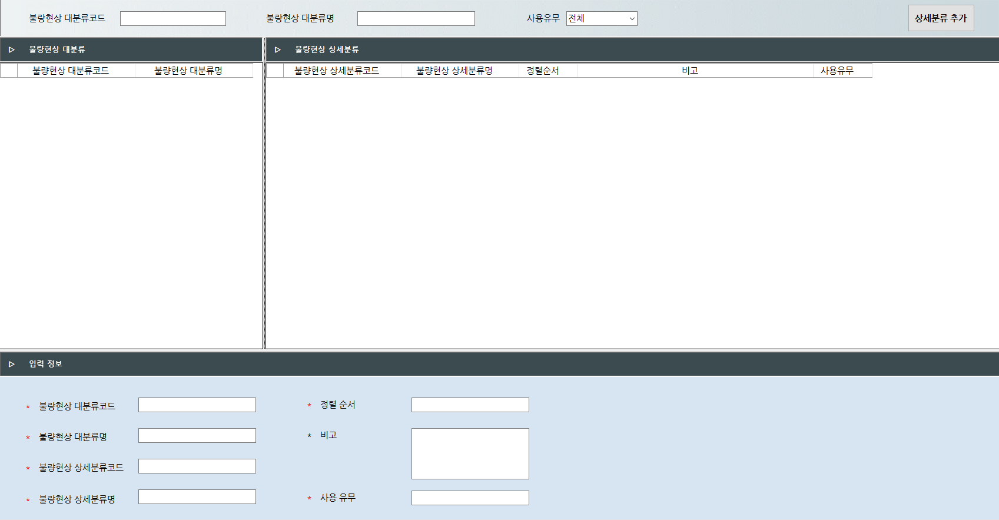 불량현상 대분류코드 불량현상 대분류명 사용유무 전체 상세분류 추가
▷ 불량현상 대분류 ▷ 불량현상 상세분류
불량현상 대분류코드 불량현상 대분류명 불량현상 상세분류코드 불량현상 상세분류명 정렬순서 비고 사용유무
▷ 입력 정보
* 불량현상 대분류코드 * 정렬 순서
* 불량현상 대분류명 * 비고
* 불량현상 상세분류코드
* 불량현상 상세분류명 * 사용 유무